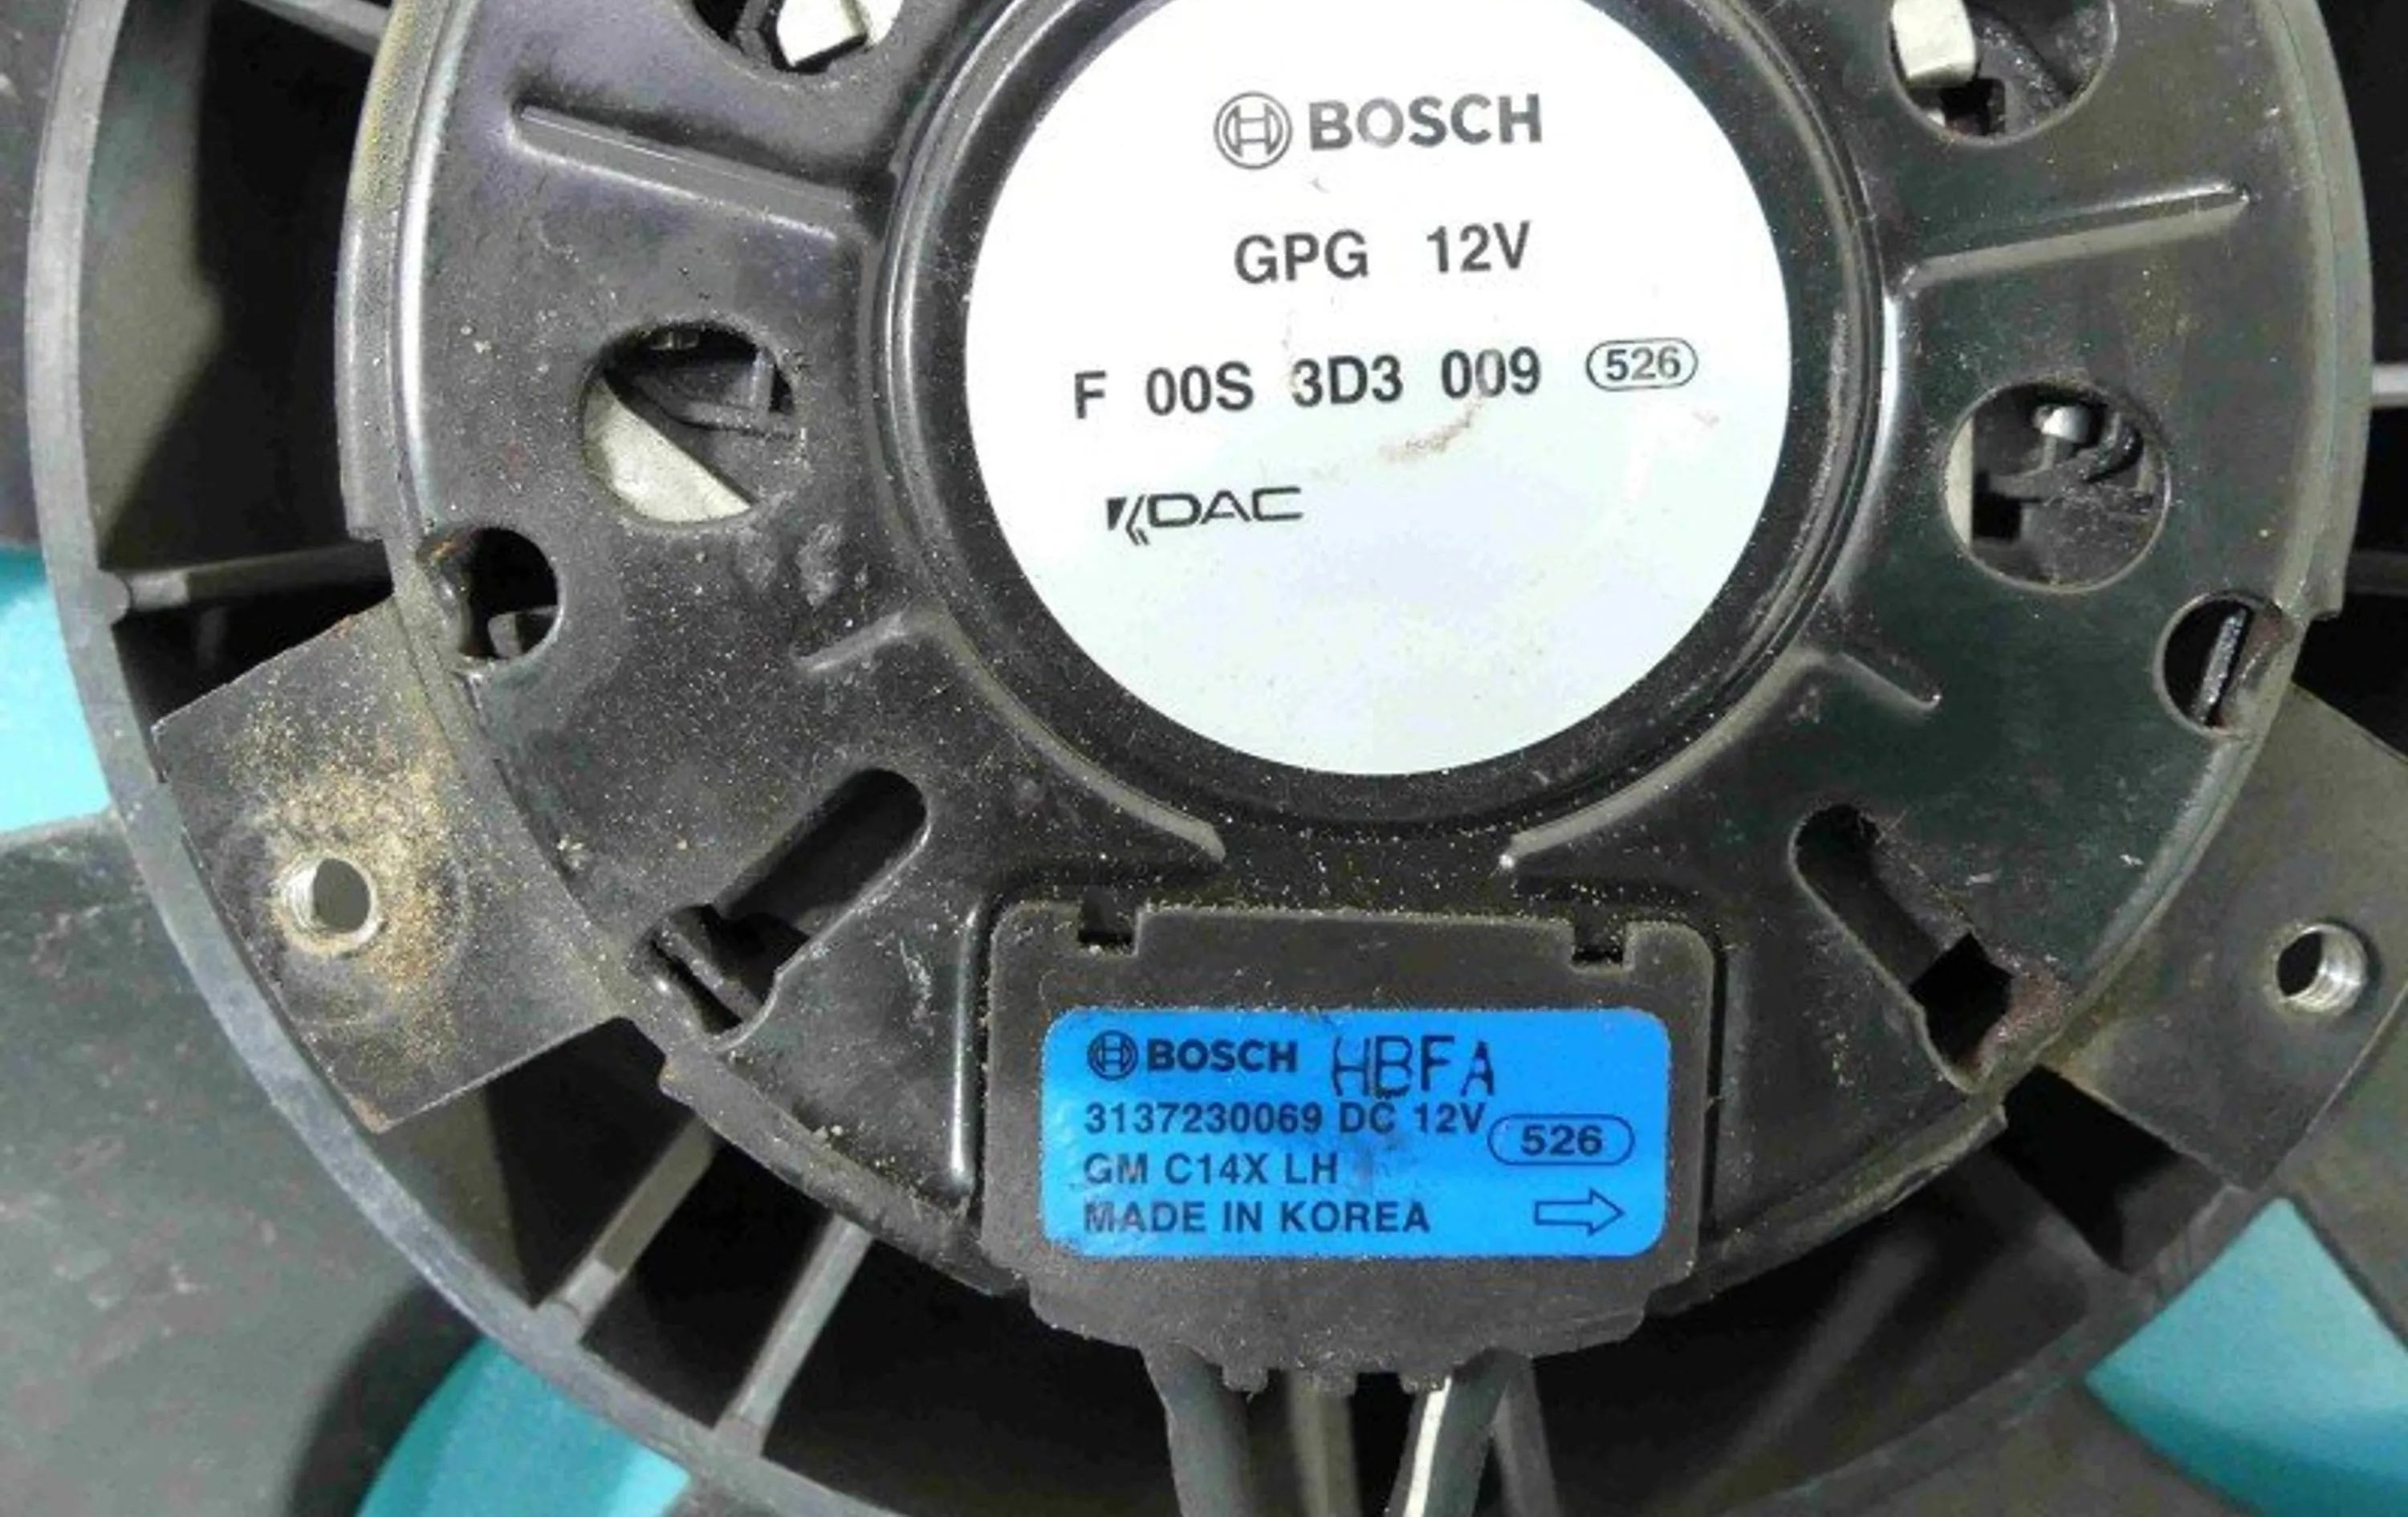 BOSCH
GPG 12V
F 00S 3D3 009 526
KDAC
BOSCH HBFA
3137230069 DC 12V 526
GM C14X LH
MADE IN KOREA